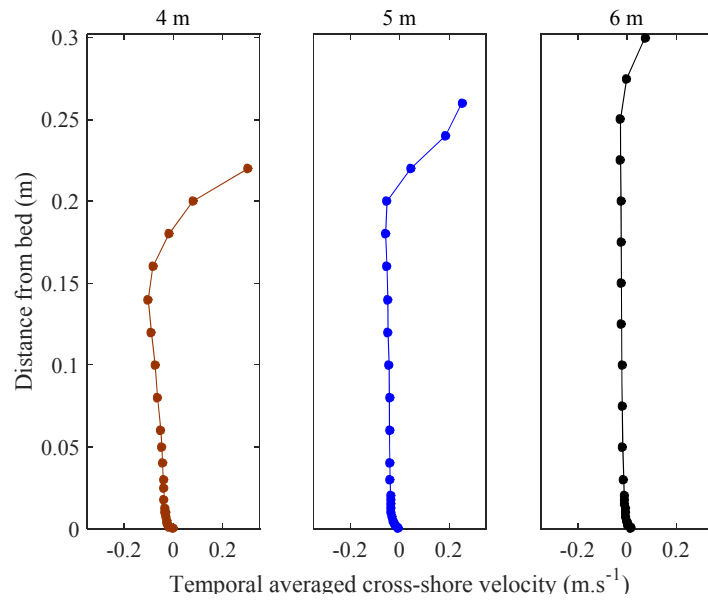 4 m 5 m 6 m
0.3
0.25
0.2
0.15
0.1
0.05
0
Distance from bed (m)
-0.2 0 0.2 -0.2 0 0.2 -0.2 0 0.2
Temporal averaged cross-shore velocity (m.s⁻¹)